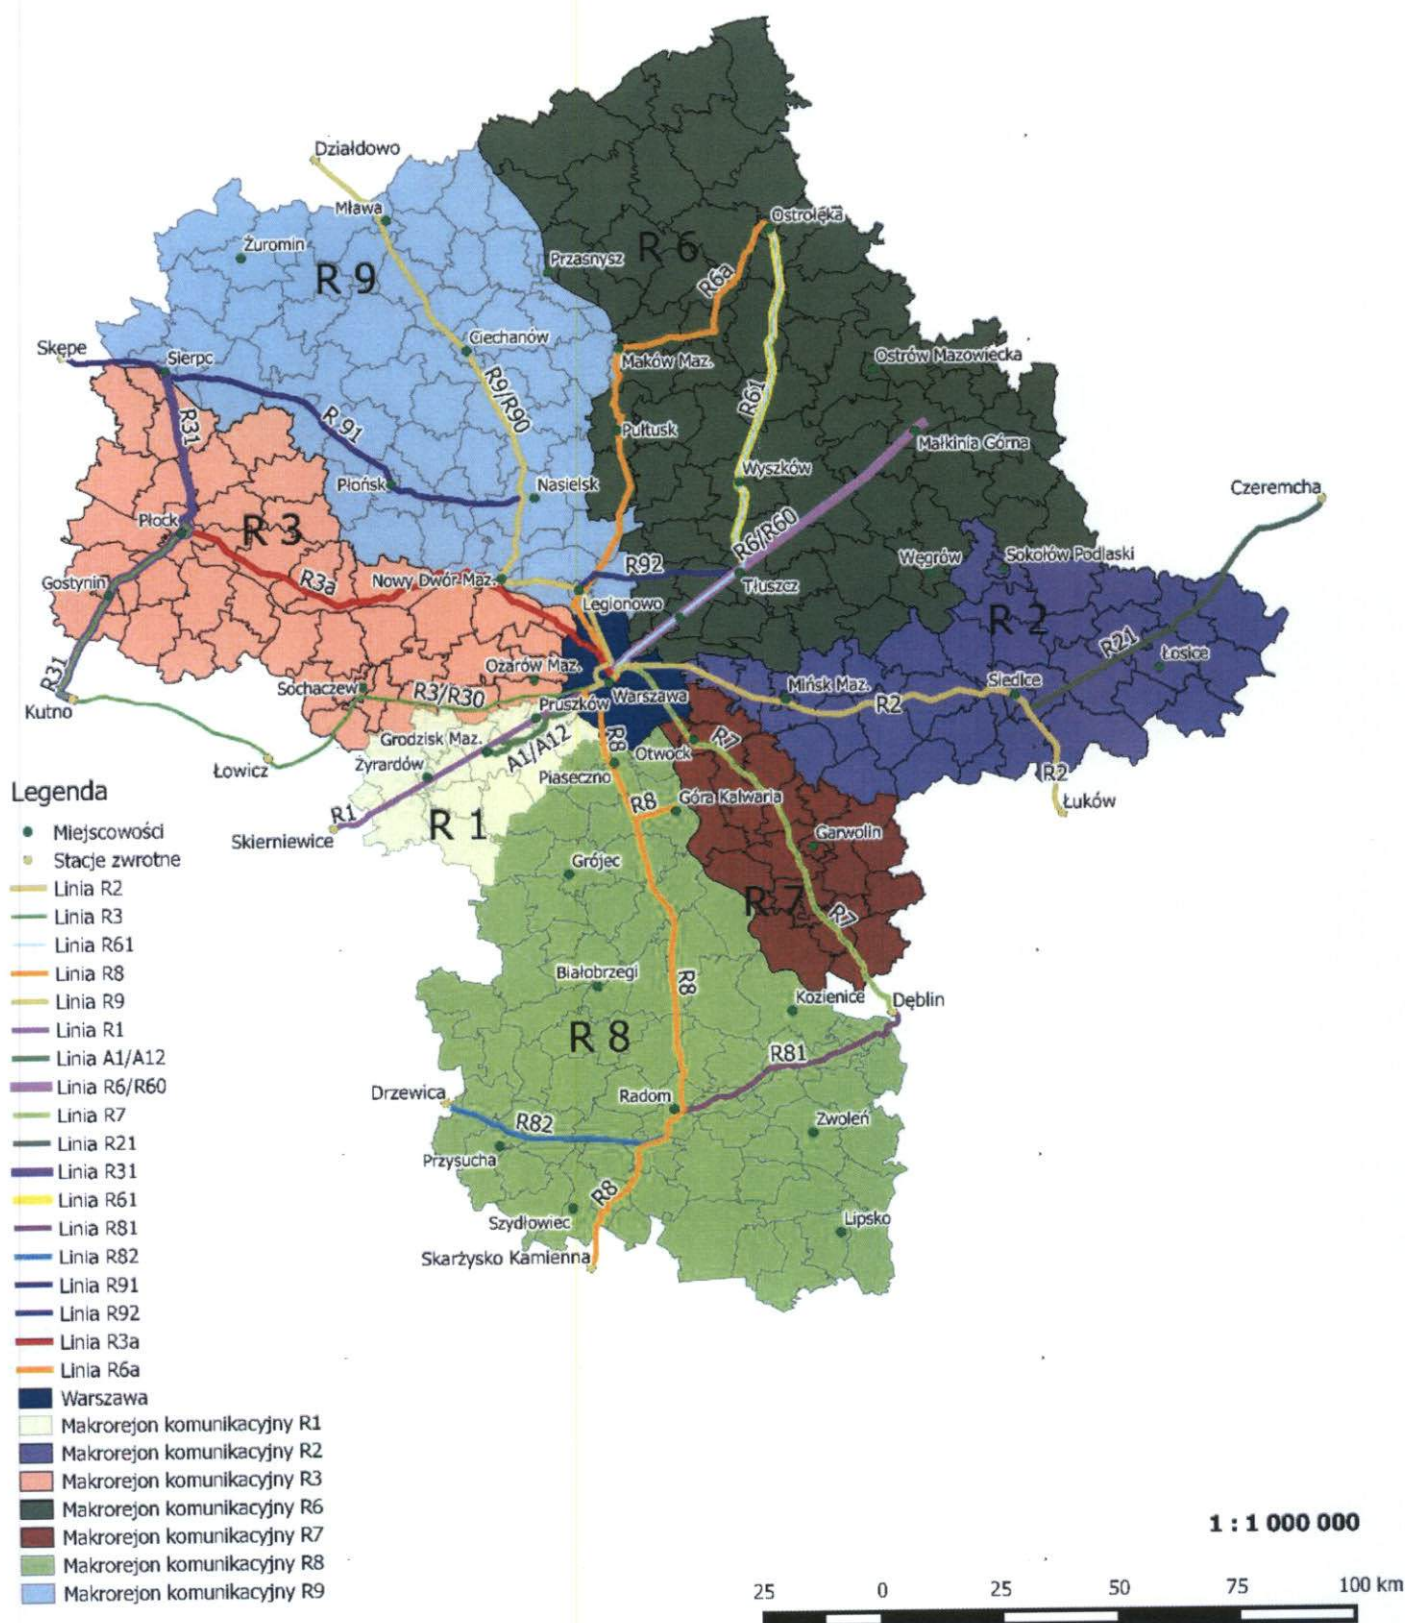 Działdowo
Mława
Żuromin
R 9
Przasnysz
R 6
Ostrołęka
R6a
Skępe
Sierpc
Ciechanów
Maków Maz.
Ostrów Mazowiecka
R31
R 91
R9/R90
R61
Pułtusk
Małkinia Górna
Płońsk
Nasielsk
Wyszków
Czeremcha
Płock
R 3
R6/R60
Gostynin
R3a
Nowy Dwór Maz.
R92
Węgrów
Sokołów Podlaski
Tłuszcz
Legionowo
R 2
R21
R31
Ożarów Maz.
Łosice
Sochaczew
R3/R30
Warszawa
Mińsk Maz.
Siedlce
Kutno
Pruszków
R2
Grodzisk Maz.
A1/A12
R8
Otwock
R7
Łowicz
Żyrardów
Piaseczno
R2
Łuków
R1
R8
Góra Kalwaria
Skierniewice
R 1
Garwolin
Grójec
R 7
R7
Białobrzegi
R8
Kozienice
Dęblin
R 8
R81
Drzewica
Radom
R82
Zwoleń
Przysucha
R8
Szydłowiec
Lipsko
Skarżysko Kamienna
Legenda
Miejscowości
Stacje zwrotne
Linia R2
Linia R3
Linia R61
Linia R8
Linia R9
Linia R1
Linia A1/A12
Linia R6/R60
Linia R7
Linia R21
Linia R31
Linia R61
Linia R81
Linia R82
Linia R91
Linia R92
Linia R3a
Linia R6a
Warszawa
Makrorejon komunikacyjny R1
Makrorejon komunikacyjny R2
Makrorejon komunikacyjny R3
Makrorejon komunikacyjny R6
Makrorejon komunikacyjny R7
Makrorejon komunikacyjny R8
Makrorejon komunikacyjny R9
1 : 1 000 000
25 0 25 50 75 100 km